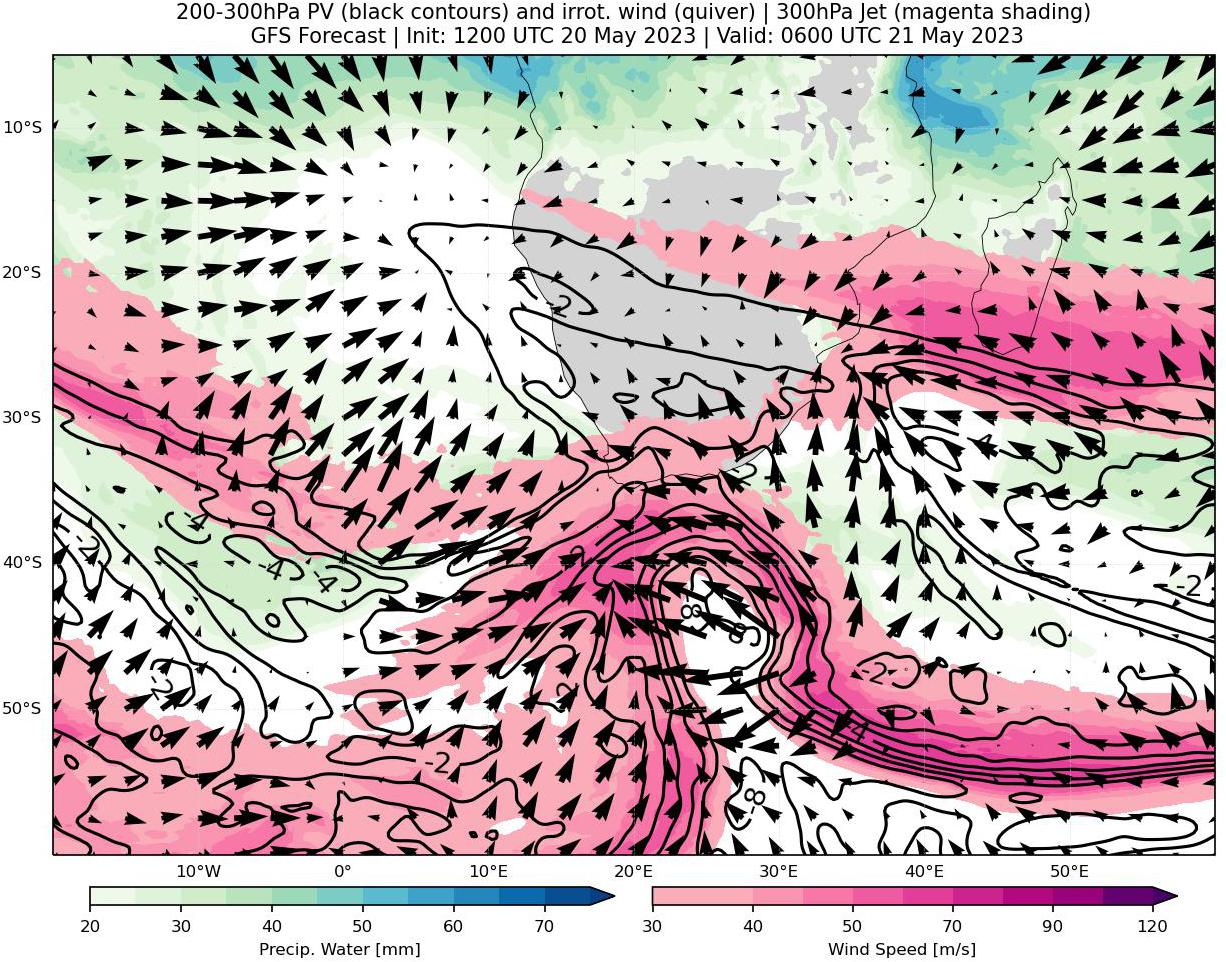 200-300hPa PV (black contours) and irrot. wind (quiver) | 300hPa Jet (magenta shading)
GFS Forecast | Init: 1200 UTC 20 May 2023 | Valid: 0600 UTC 21 May 2023
10°S
20°S
30°S
40°S
50°S
-2
-2
-4
-2
-4
-4
-4
-2
-2
-8
-8
-2
-2
-2
-4
-2
-8
10°W 0° 10°E 20°E 30°E 40°E 50°E
20 30 40 50 60 70
Precip. Water [mm]
30 40 50 70 90 120
Wind Speed [m/s]